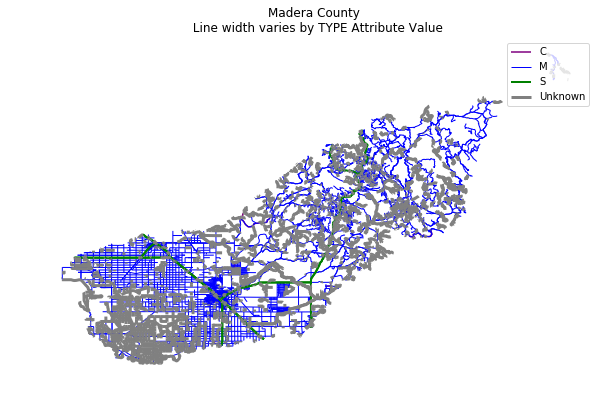 Madera County
Line width varies by TYPE Attribute Value
C
M
S
Unknown